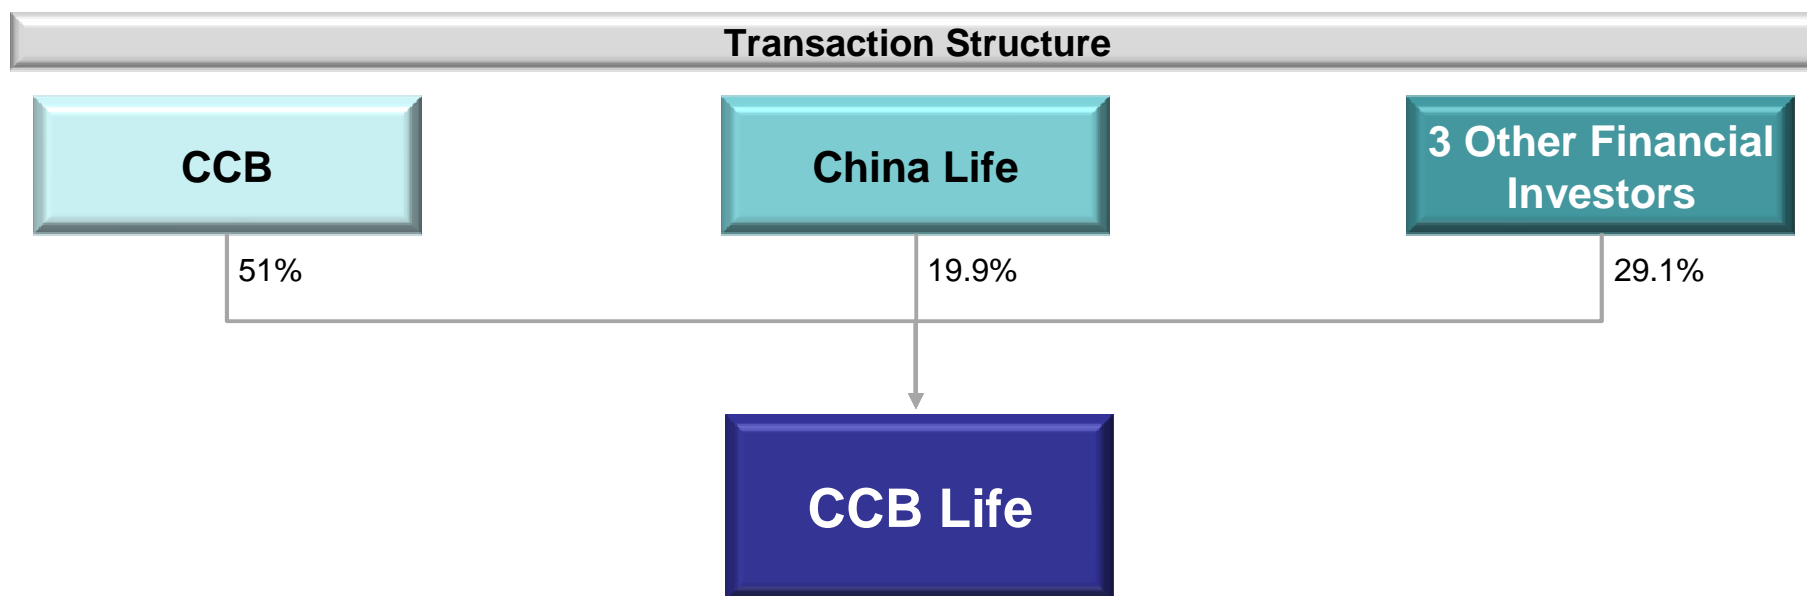 Transaction Structure
CCB
China Life
3 Other Financial
Investors
51%
19.9%
29.1%
CCB Life